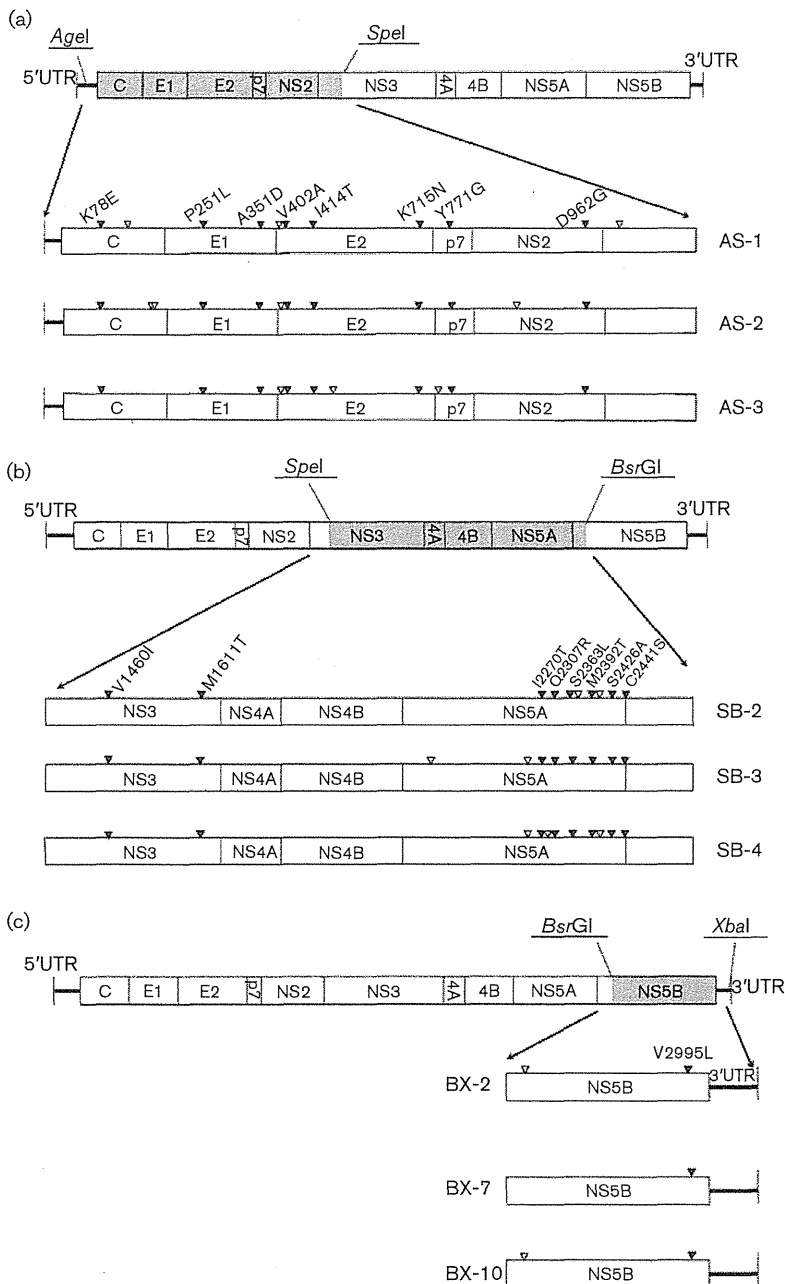 (a)
AgeI
SpeI
5′UTR
3′UTR
C E1 E2 p7 NS2 NS3 4A 4B NS5A NS5B
K78E P251L A351D V402A I414T K715N Y771G D962G
C E1 E2 p7 NS2 AS-1
C E1 E2 p7 NS2 AS-2
C E1 E2 p7 NS2 AS-3
(b)
SpeI
BsrGI
5′UTR
3′UTR
C E1 E2 p7 NS2 NS3 4A 4B NS5A NS5B
V1460I M1611T I2270T Q2307R S2363L M2392T S2426A C2441S
NS3 NS4A NS4B NS5A SB-2
NS3 NS4A NS4B NS5A SB-3
NS3 NS4A NS4B NS5A SB-4
(c)
BsrGI
XbaI
5′UTR
3′UTR
C E1 E2 p7 NS2 NS3 4A 4B NS5A NS5B
V2995L
3′UTR
BX-2 NS5B
BX-7 NS5B
BX-10 NS5B